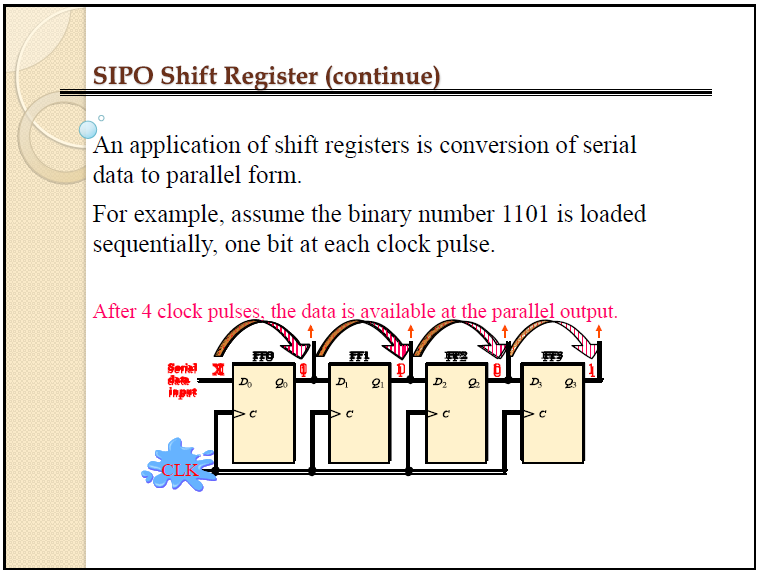 SIPO Shift Register (continue)
An application of shift registers is conversion of serial
data to parallel form.
For example, assume the binary number 1101 is loaded
sequentially, one bit at each clock pulse.
After 4 clock pulses, the data is available at the parallel output.
FF0 FF1 FF2 FF3
Serial
data
input
D0 Q0 D1 Q1 D2 Q2 D3 Q3
C C C C
CLK